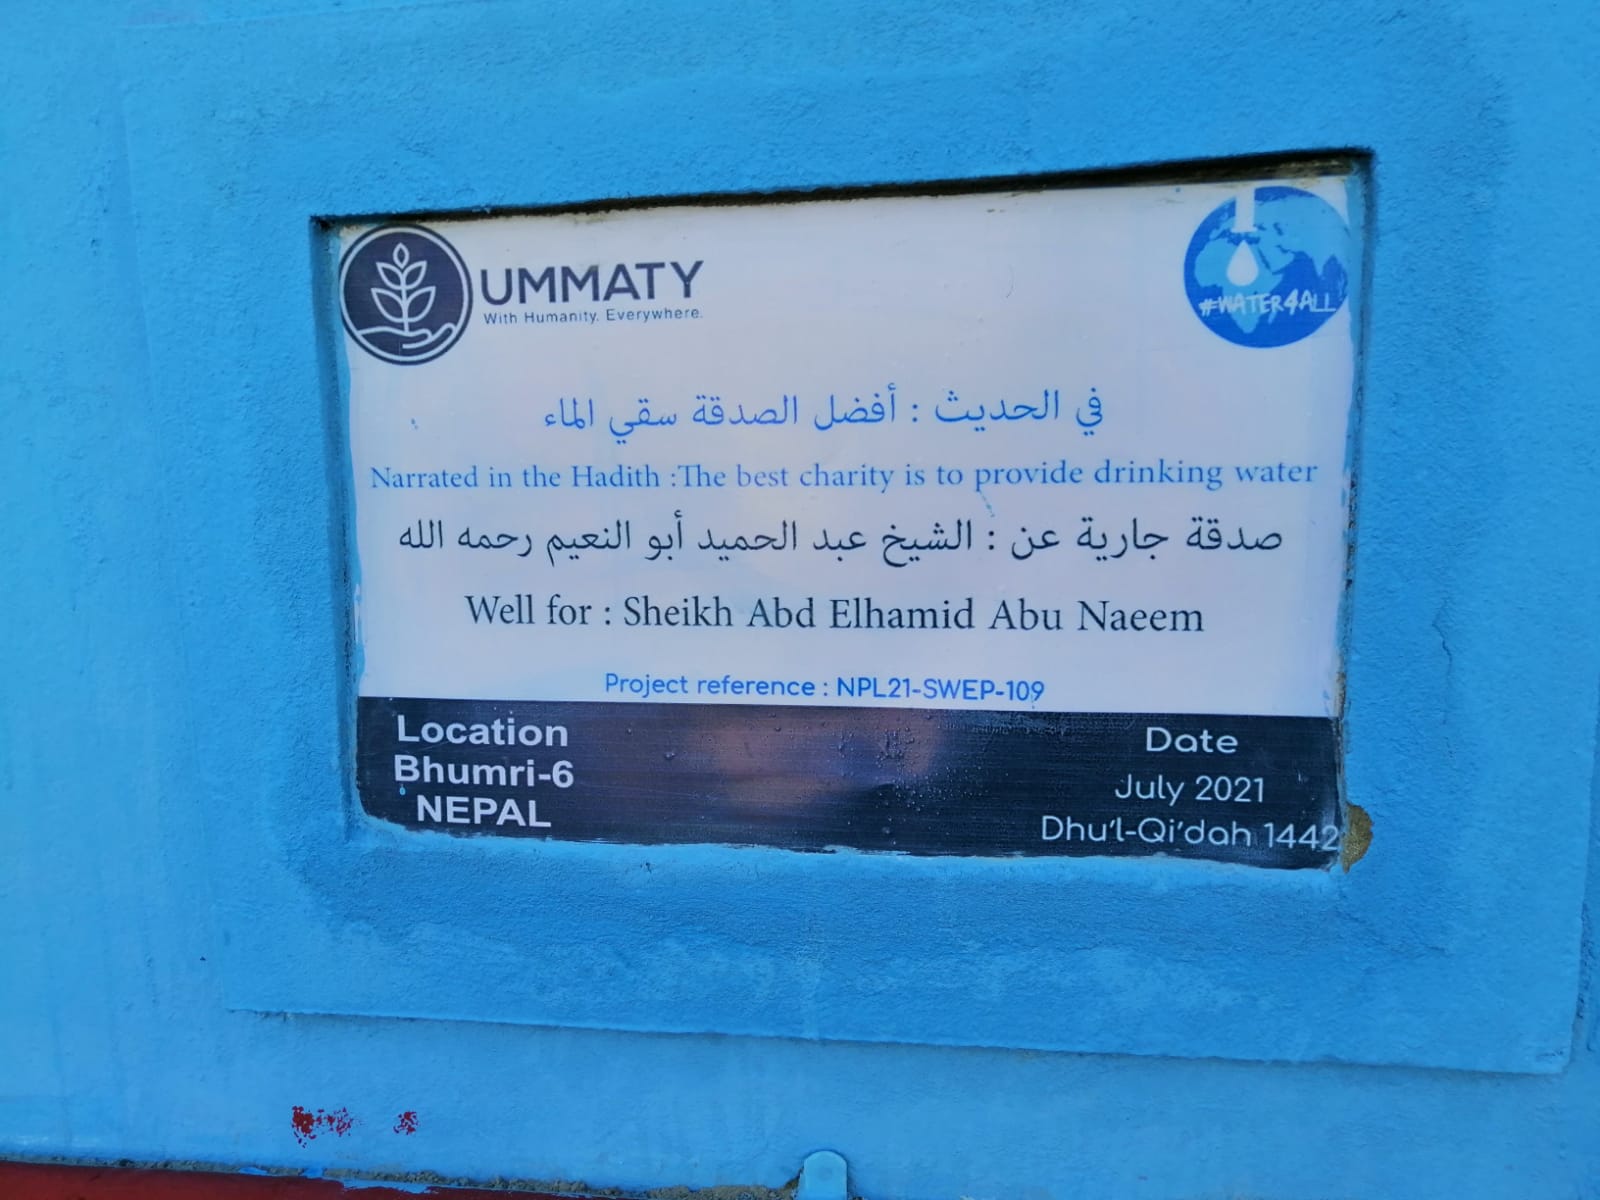 UMMATY
With Humanity. Everywhere.
#WATER4ALL
في الحديث : أفضل الصدقة سقي الماء
Narrated in the Hadith :The best charity is to provide drinking water
صدقة جارية عن : الشيخ عبد الحميد أبو النعيم رحمه الله
Well for : Sheikh Abd Elhamid Abu Naeem
Project reference : NPL21-SWEP-109
Location
Bhumri-6
NEPAL
Date
July 2021
Dhu'l-Qi'dah 1442